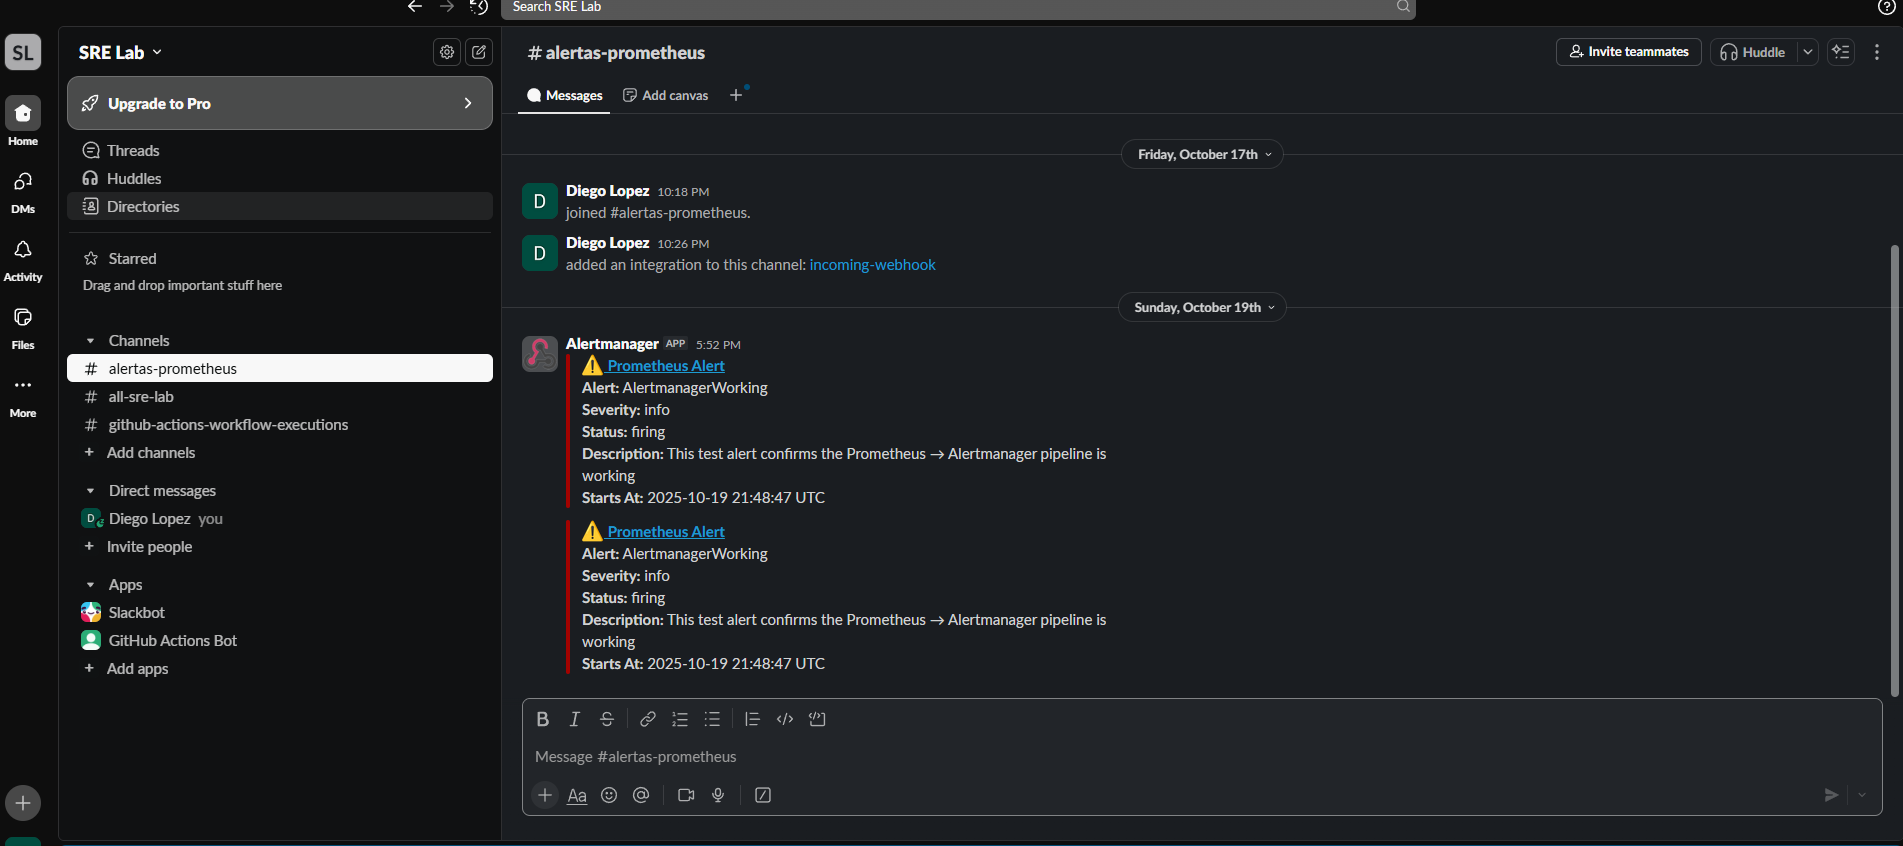 Search SRE Lab
SL
Home
DMs
Activity
Files
More
SRE Lab
Upgrade to Pro
Threads
Huddles
Directories
Starred
Drag and drop important stuff here
Channels
# alertas-prometheus
# all-sre-lab
# github-actions-workflow-executions
+ Add channels
Direct messages
D Diego Lopez you
+ Invite people
Apps
Slackbot
GitHub Actions Bot
+ Add apps
# alertas-prometheus
Invite teammates
Huddle
Messages
Add canvas
Friday, October 17th
D
Diego Lopez 10:18 PM
joined #alertas-prometheus.
D
Diego Lopez 10:26 PM
added an integration to this channel: incoming-webhook
Sunday, October 19th
Alertmanager APP 5:52 PM
⚠️ Prometheus Alert
Alert: AlertmanagerWorking
Severity: info
Status: firing
Description: This test alert confirms the Prometheus → Alertmanager pipeline is
working
Starts At: 2025-10-19 21:48:47 UTC
⚠️ Prometheus Alert
Alert: AlertmanagerWorking
Severity: info
Status: firing
Description: This test alert confirms the Prometheus → Alertmanager pipeline is
working
Starts At: 2025-10-19 21:48:47 UTC
B I S
Message #alertas-prometheus
Aa @